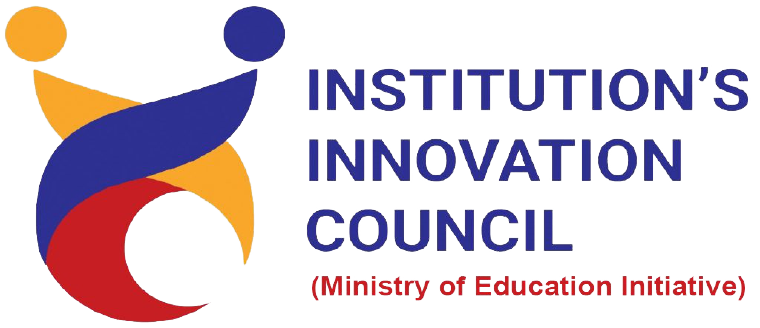 INSTITUTION’S
INNOVATION
COUNCIL
(Ministry of Education Initiative)